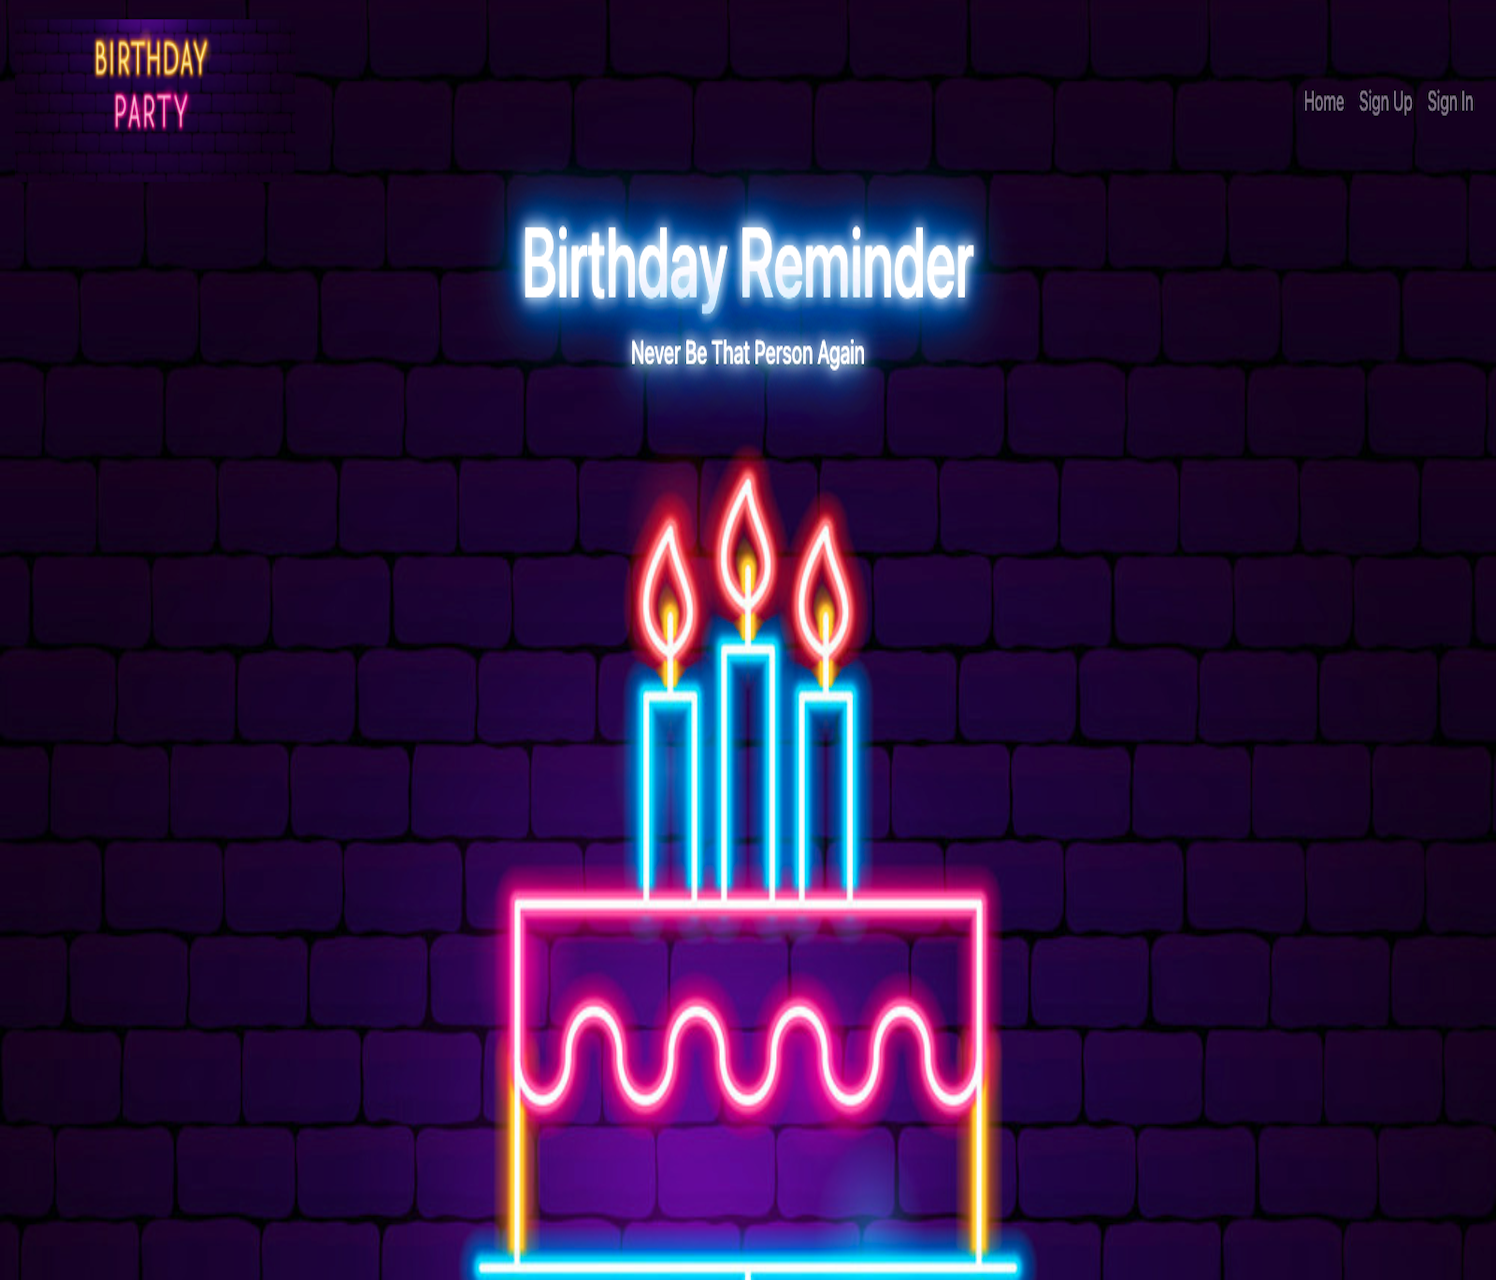 BIRTHDAY
PARTY
Home Sign Up Sign In
Birthday Reminder
Never Be That Person Again